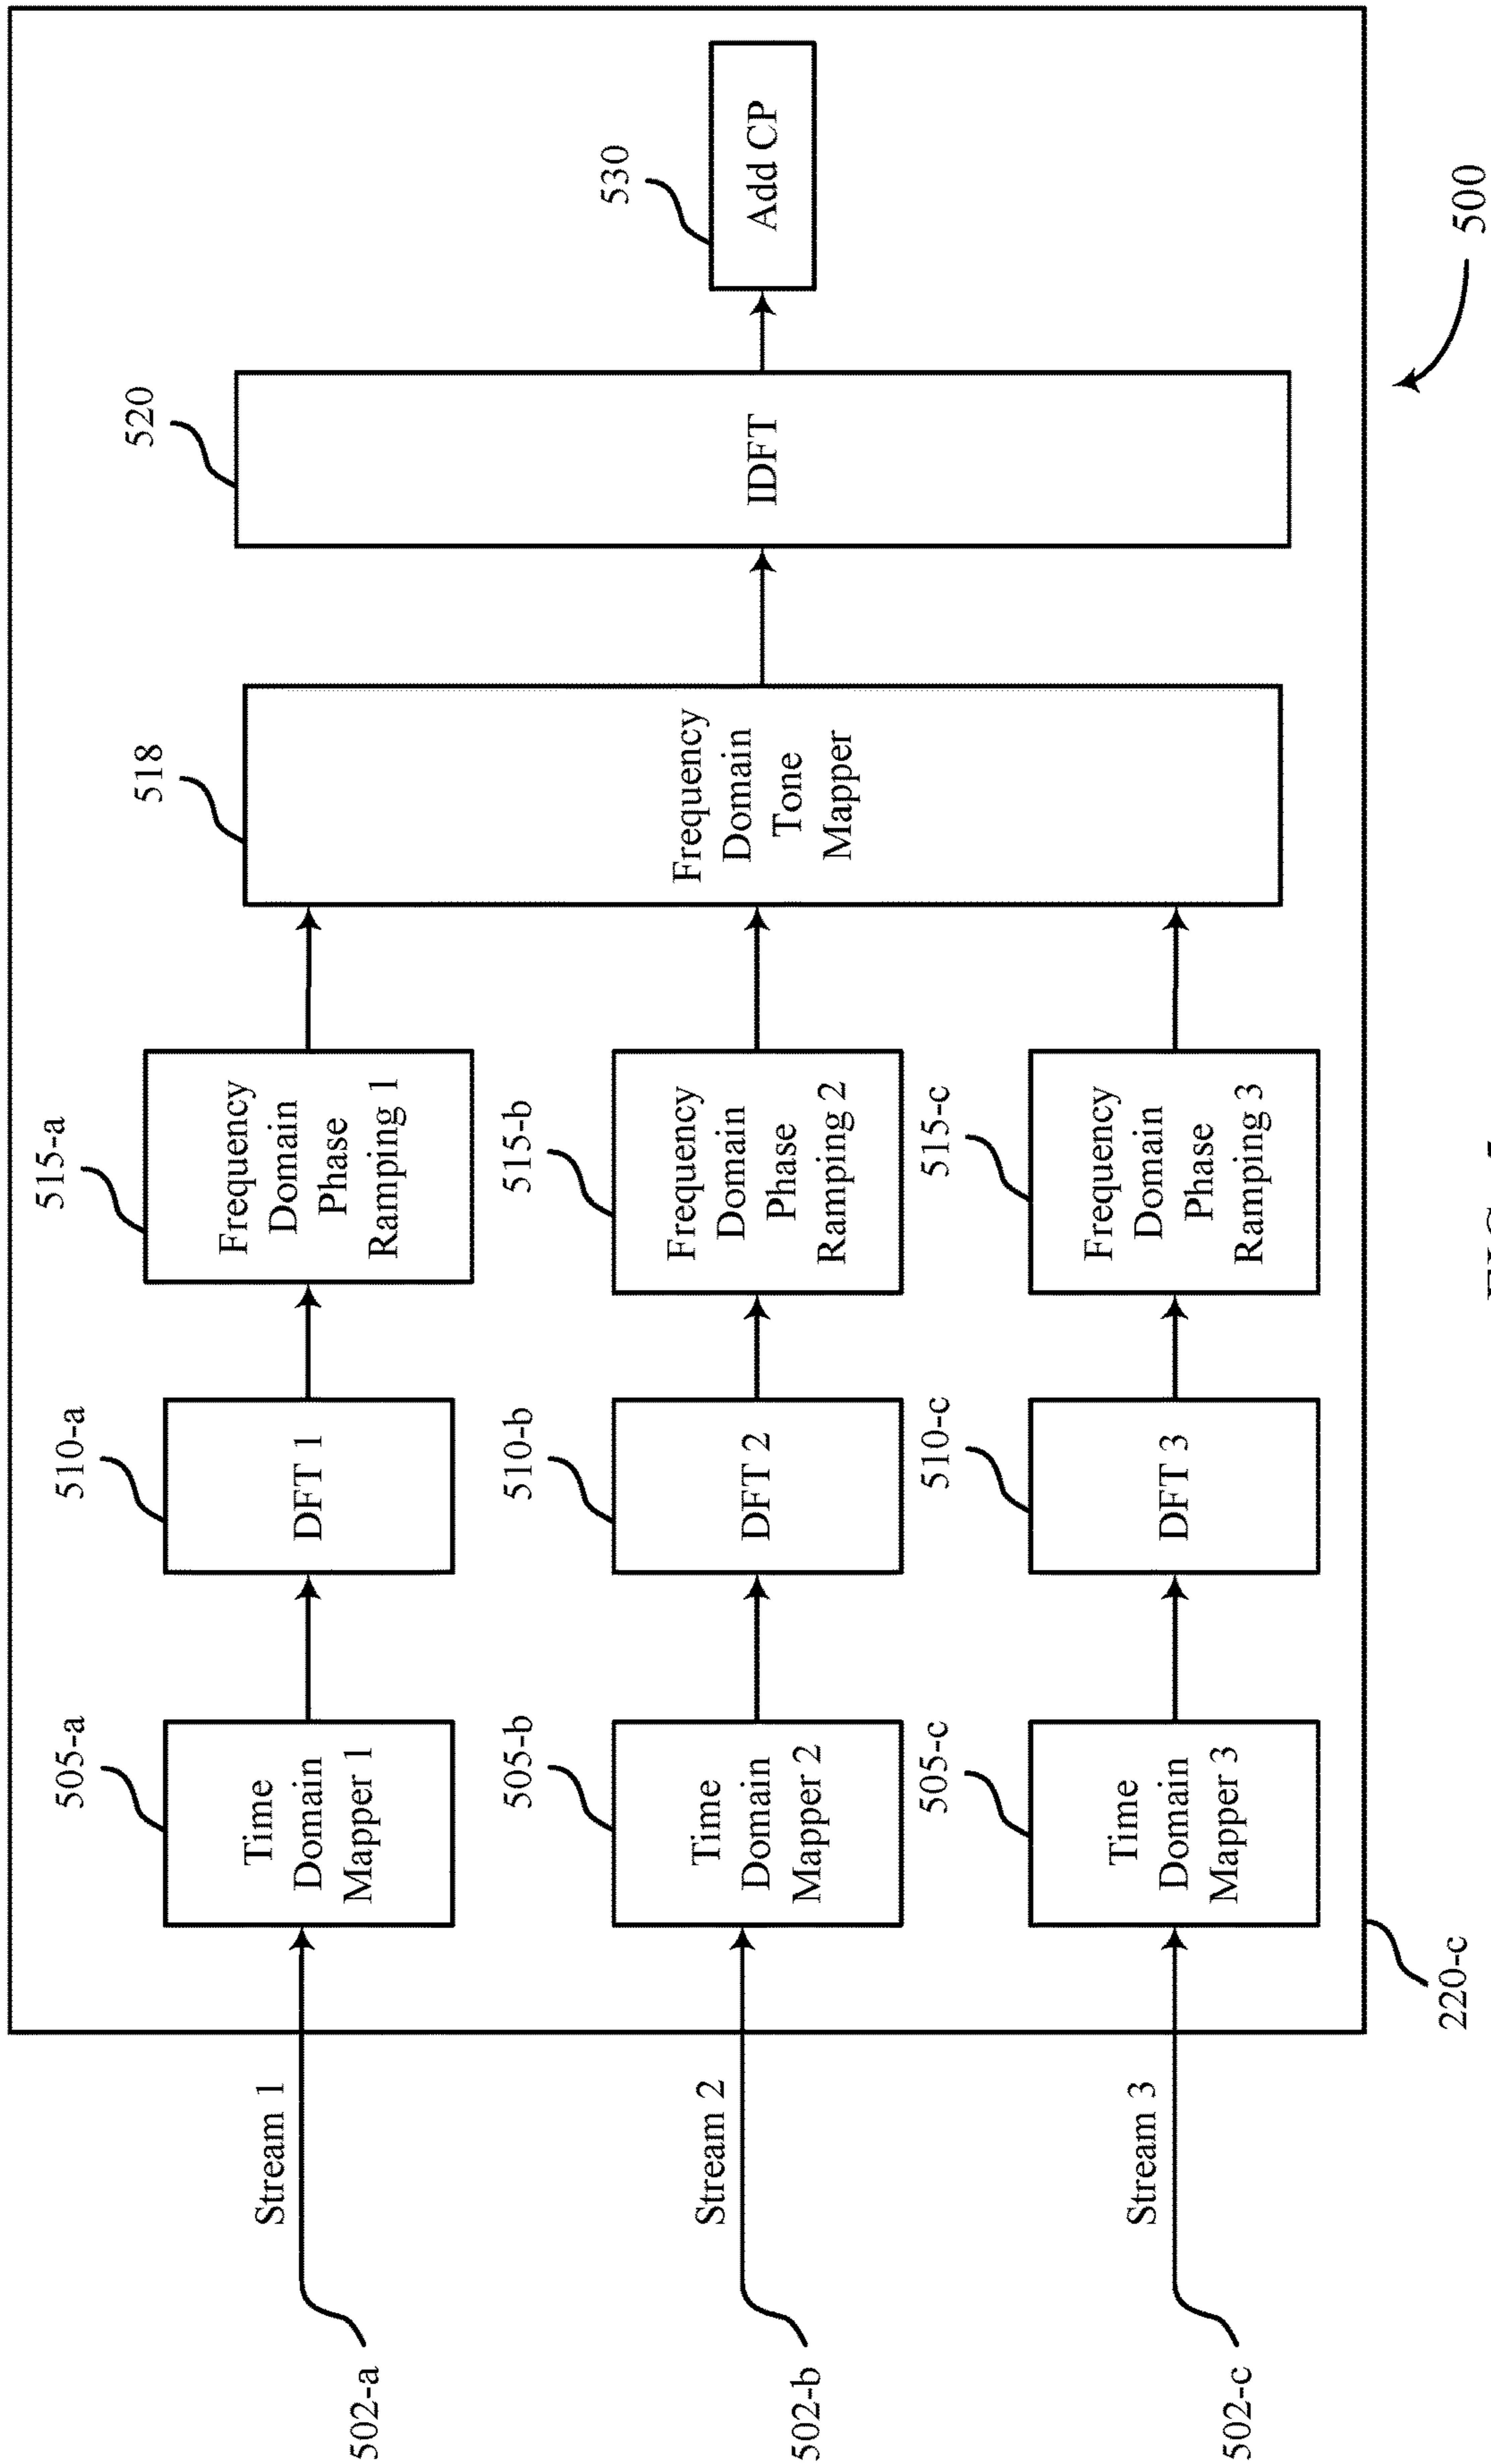 515-a
505-a
510-a
518
520
Stream 1
502-a
Time
Domain
Mapper 1
DFT 1
Frequency
Domain
Phase
Ramping 1
505-b
510-b
515-b
530
Stream 2
502-b
Time
Domain
Mapper 2
DFT 2
Frequency
Domain
Phase
Ramping 2
Frequency
Domain
Tone
Mapper
IDFT
Add CP
505-c
510-c
515-c
Stream 3
502-c
Time
Domain
Mapper 3
DFT 3
Frequency
Domain
Phase
Ramping 3
220-c
500